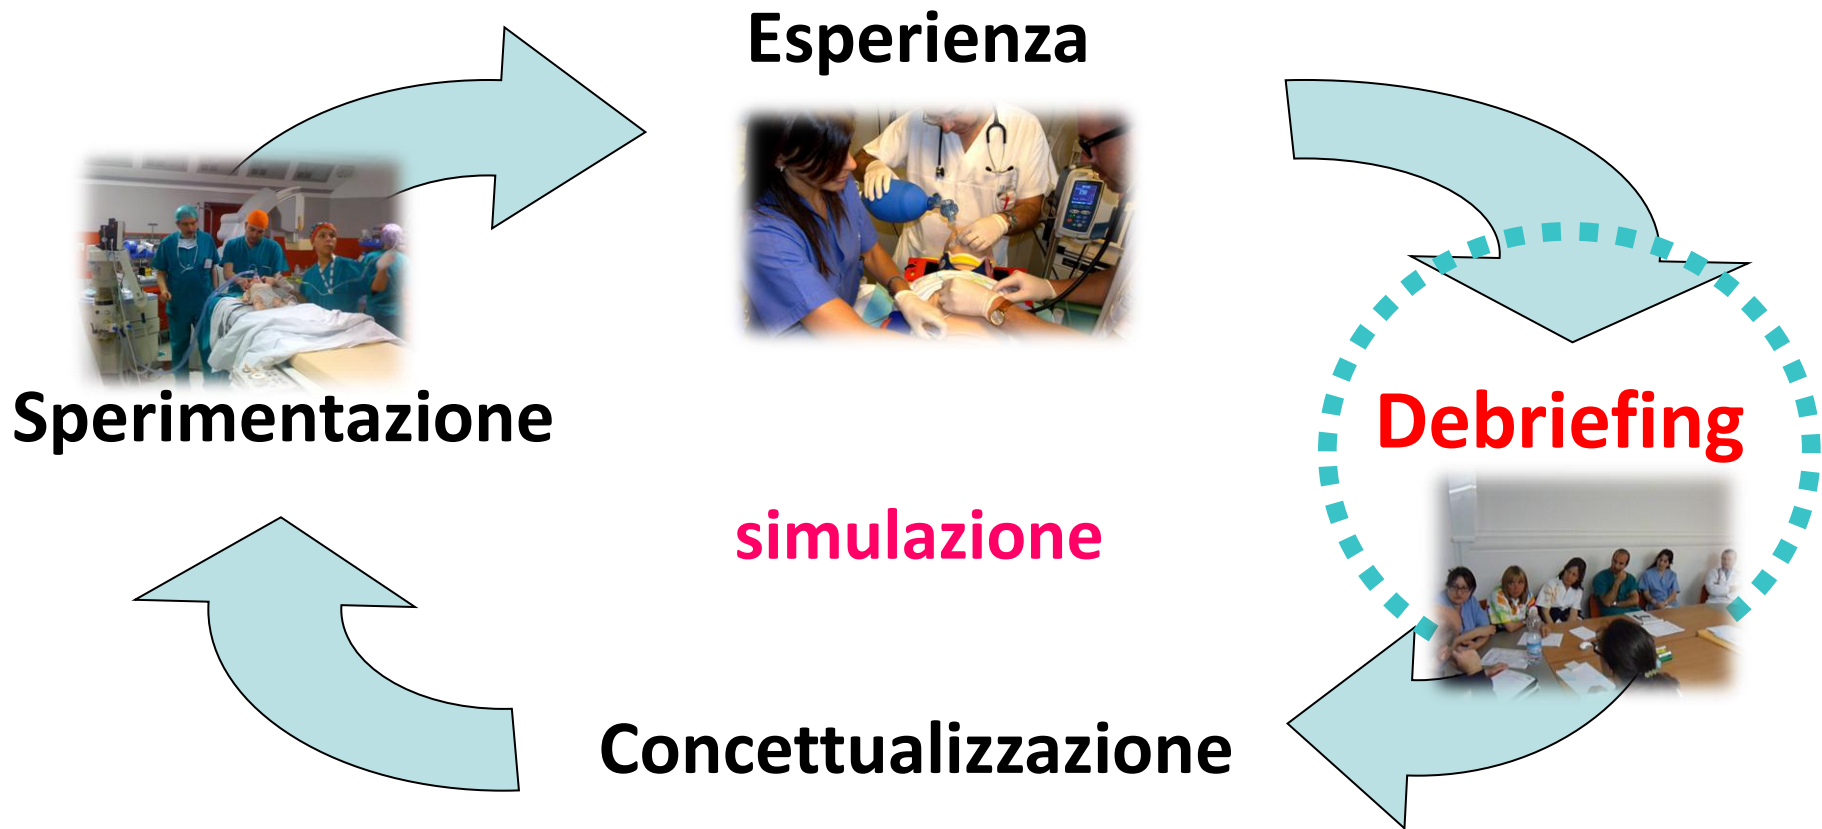 Esperienza
Sperimentazione
Debriefing
simulazione
Concettualizzazione